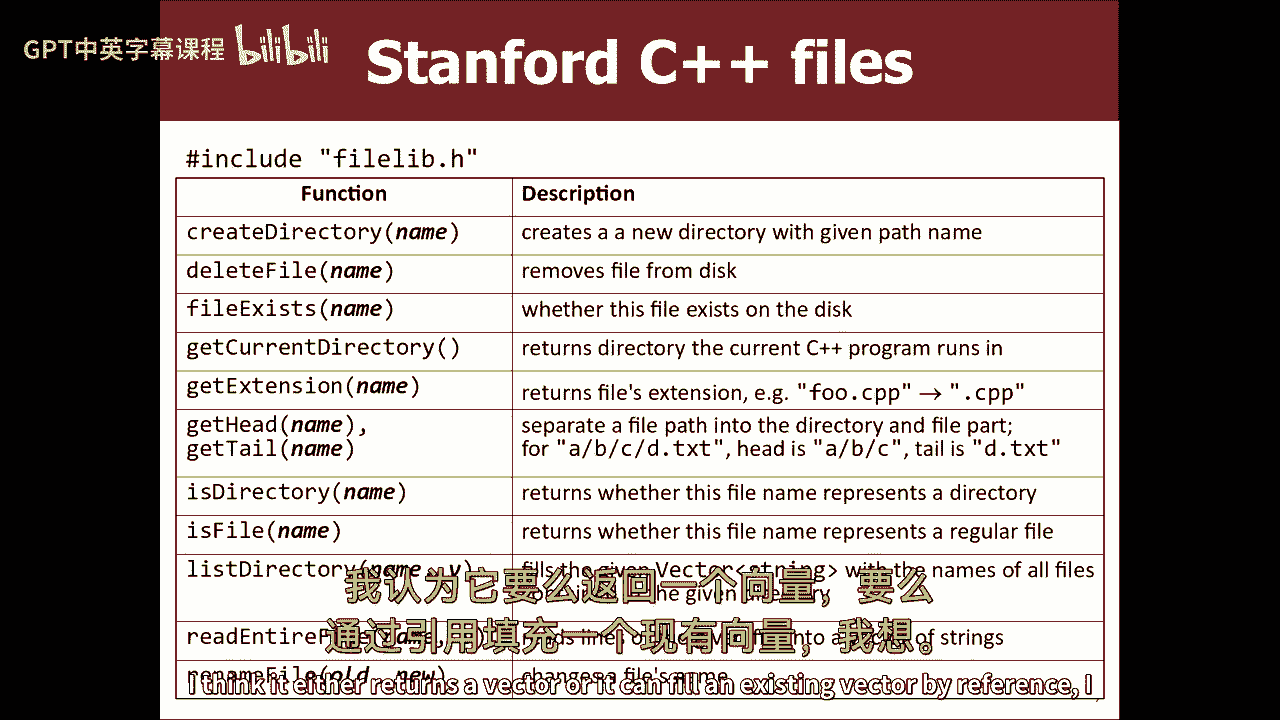 GPT中英字幕课程 bilibili
Stanford C++ files
#include "filelib.h"
Function Description
createDirectory(name) creates a a new directory with given path name
deleteFile(name) removes file from disk
fileExists(name) whether this file exists on the disk
getCurrentDirectory() returns directory the current C++ program runs in
getExtension(name) returns file's extension, e.g. "foo.cpp" → ".cpp"
getHead(name), separate a file path into the directory and file part;
getTail(name) for "a/b/c/d.txt", head is "a/b/c", tail is "d.txt"
isDirectory(name) returns whether this file name represents a directory
isFile(name) returns whether this file name represents a regular file
listDirectory(name, v) fills the given Vector<string> with the names of all files
the given
我认为它要么返回一个向量，要么
通过引用填充一个现有向量，我想。
of strings
renameFile(old, new) changes a file's name
I think it either returns a vector or it can fill an existing vector by reference, I